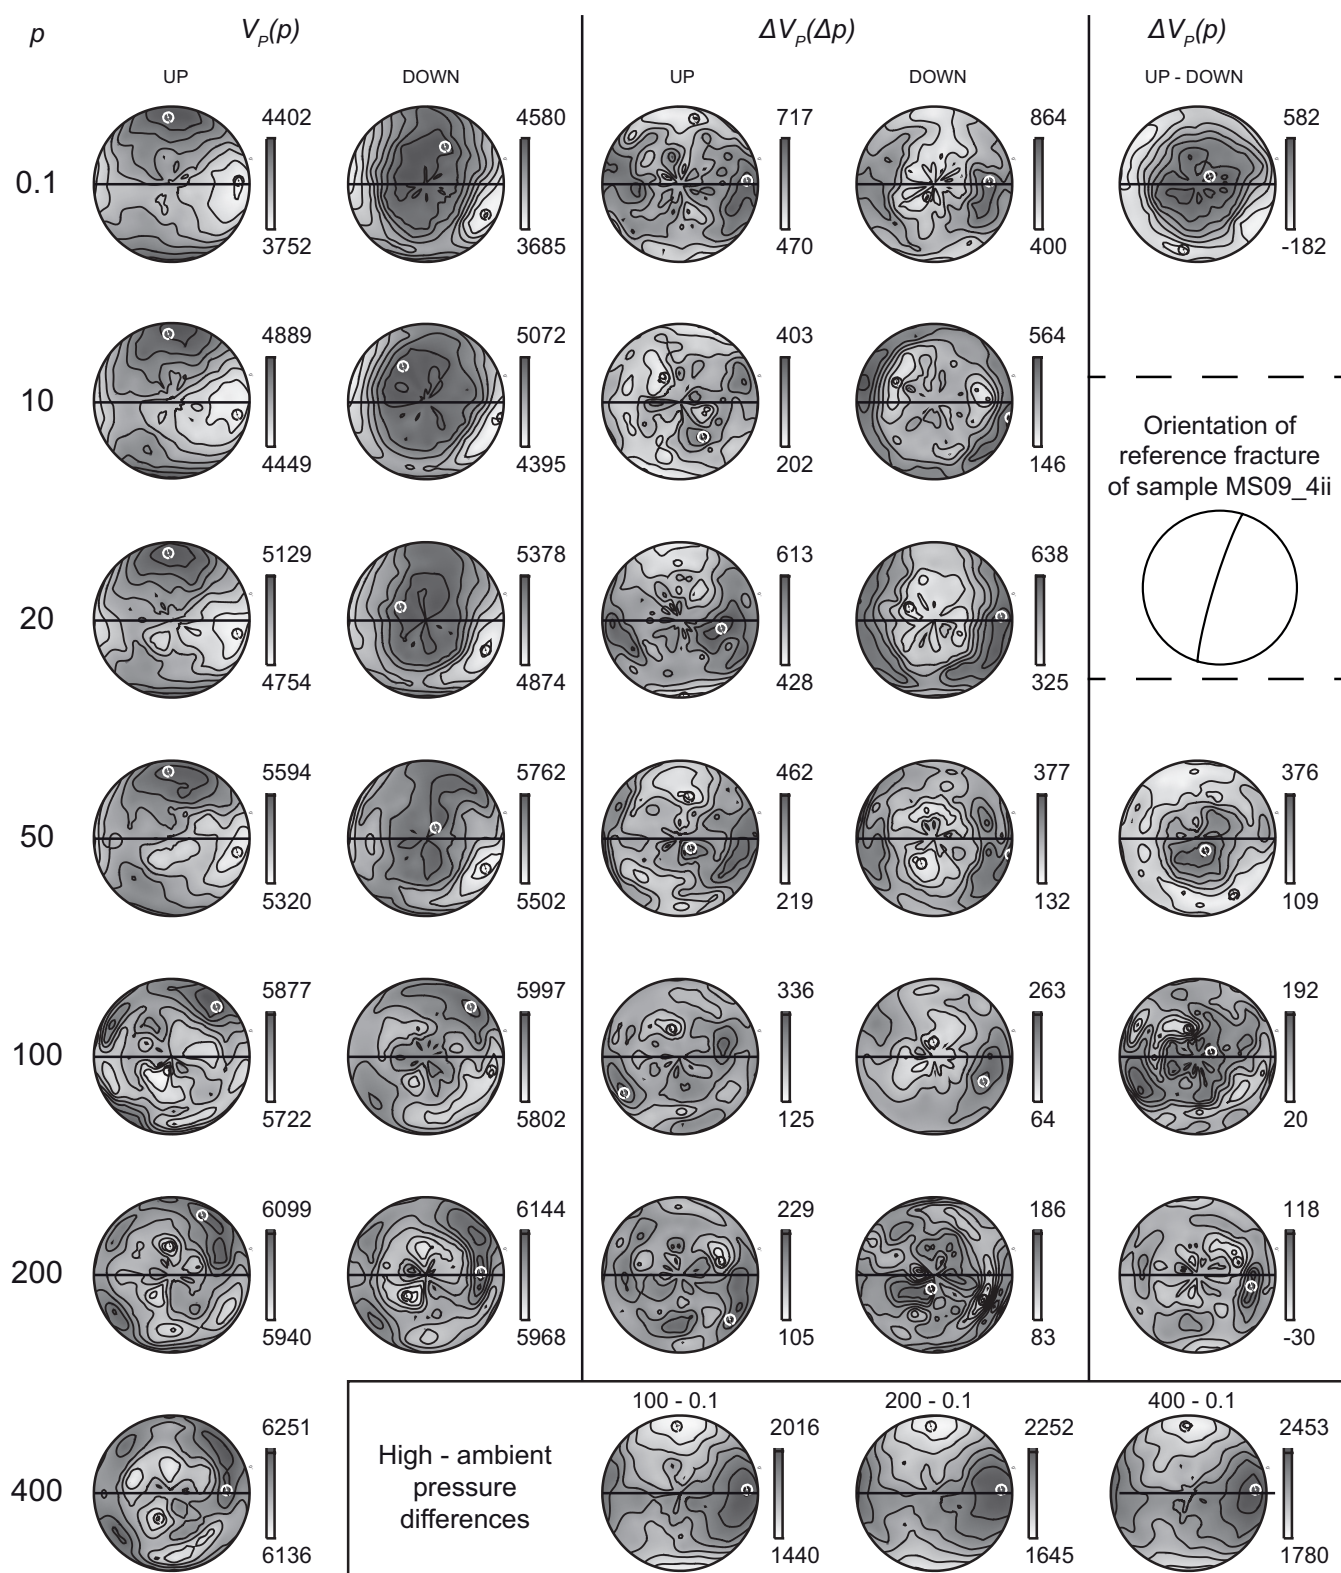 p V_P(p) ΔV_P(Δp) ΔV_P(p)
UP DOWN UP DOWN UP - DOWN
4402 4580 717 864 582
0.1
3752 3685 470 400 -182
4889 5072 403 564
10
4449 4395 202 146
Orientation of
reference fracture
of sample MS09_4ii
5129 5378 613 638
20
4754 4874 428 325
5594 5762 462 377 376
50
5320 5502 219 132 109
5877 5997 336 263 192
100
5722 5802 125 64 20
6099 6144 229 186 118
200
5940 5968 105 83 -30
100 - 0.1 200 - 0.1 400 - 0.1
6251 2016 2252 2453
400
High - ambient
pressure
differences
6136 1440 1645 1780